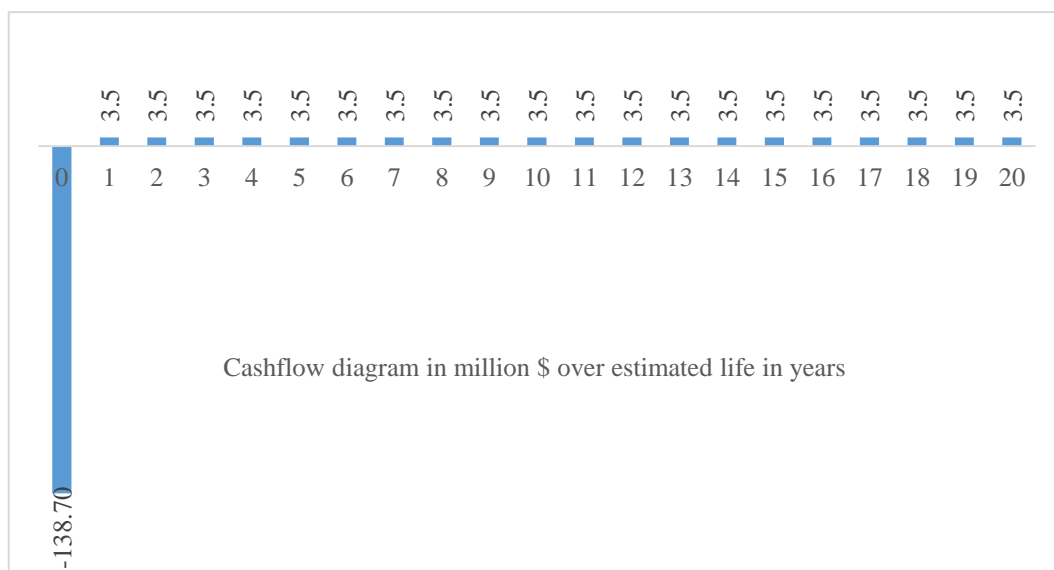 3.5 3.5 3.5 3.5 3.5 3.5 3.5 3.5 3.5 3.5 3.5 3.5 3.5 3.5 3.5 3.5 3.5 3.5 3.5 3.5
0 1 2 3 4 5 6 7 8 9 10 11 12 13 14 15 16 17 18 19 20
Cashflow diagram in million $ over estimated life in years
-138.70